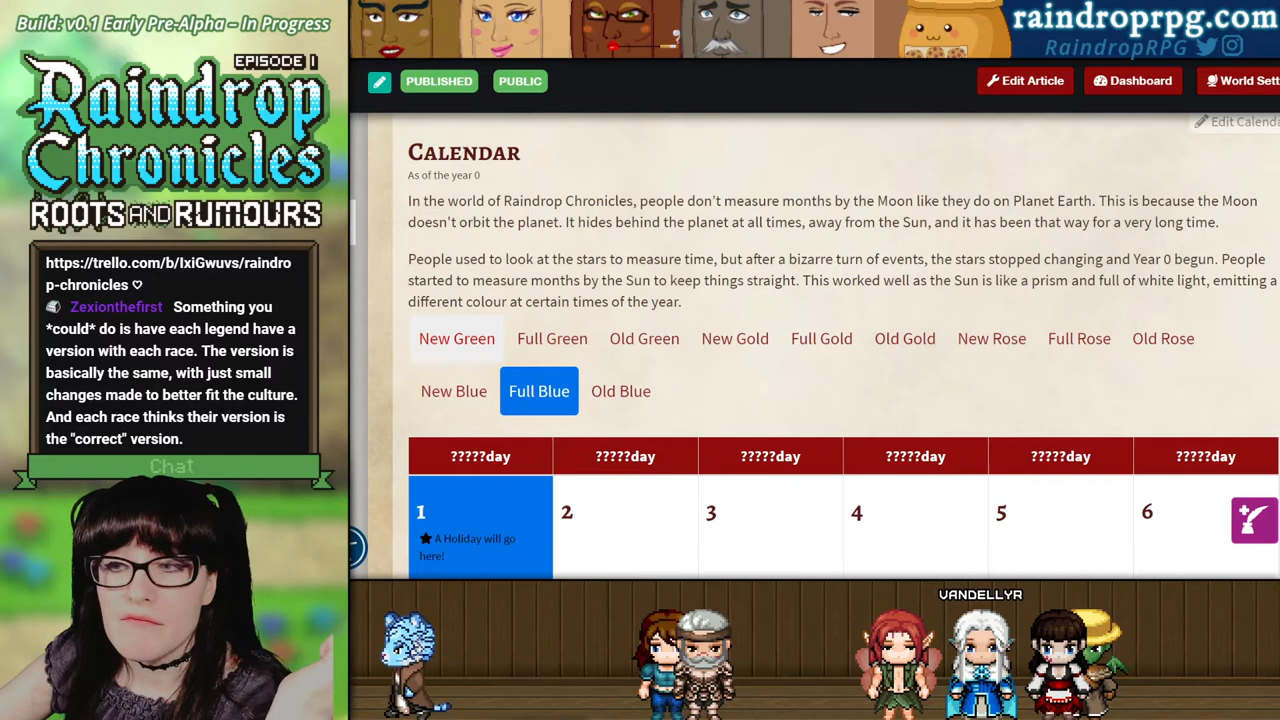 Build: v0.1 Early Pre-Alpha – In Progress
EPISODE I
Raindrop
Chronicles
ROOTS AND RUMOURS
https://trello.com/b/IxiGwuvs/raindro
p-chronicles ♡
Zexionthefirst Something you
*could* do is have each legend have a
version with each race. The version is
basically the same, with just small
changes made to better fit the culture.
And each race thinks their version is
the "correct" version.
Chat
raindroprpg.com
RaindropRPG
PUBLISHED
PUBLIC
Edit Article
Dashboard
World Sett
Edit Calenda
CALENDAR
As of the year 0
In the world of Raindrop Chronicles, people don't measure months by the Moon like they do on Planet Earth. This is because the Moon
doesn't orbit the planet. It hides behind the planet at all times, away from the Sun, and it has been that way for a very long time.
People used to look at the stars to measure time, but after a bizarre turn of events, the stars stopped changing and Year 0 begun. People
started to measure months by the Sun to keep things straight. This worked well as the Sun is like a prism and full of white light, emitting a
different colour at certain times of the year.
New Green Full Green Old Green New Gold Full Gold Old Gold New Rose Full Rose Old Rose
New Blue Full Blue Old Blue
?????day ?????day ?????day ?????day ?????day ?????day
1 2 3 4 5 6
A Holiday will go
here!
VANDELLYR